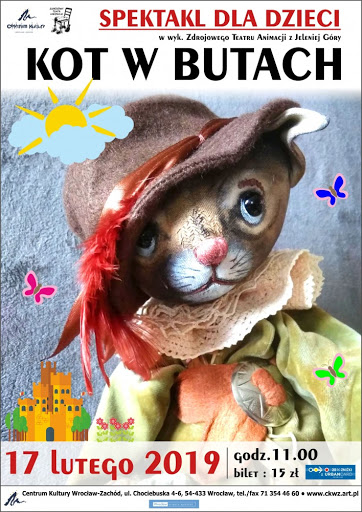 SPEKTAKL DLA DZIECI
w wyk. Zdrojowego Teatru Animacji z Jeleniej Góry
KOT W BUTACH
17 LUTEGO 2019
godz.11.00
bilet : 15 zł
Centrum Kultury Wrocław-Zachód, ul. Chociebuska 4-6, 54-433 Wrocław, tel./fax 71 354 46 60 • www.ckwz.art.pl